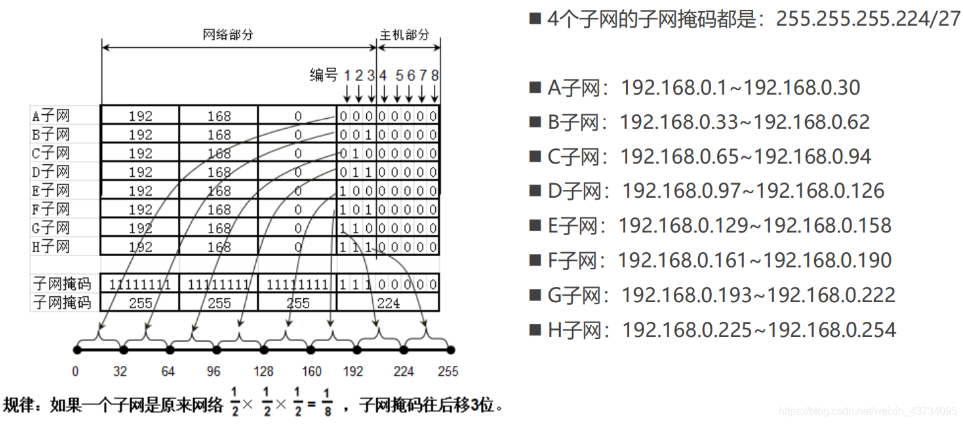 网络部分 主机部分
编号 1 2 3 4 5 6 7 8
A子网 192 168 0 0 0 0 0 0 0 0 0
B子网 192 168 0 0 0 1 0 0 0 0 0
C子网 192 168 0 0 1 0 0 0 0 0 0
D子网 192 168 0 0 1 1 0 0 0 0 0
E子网 192 168 0 1 0 0 0 0 0 0 0
F子网 192 168 0 1 0 1 0 0 0 0 0
G子网 192 168 0 1 1 0 0 0 0 0 0
H子网 192 168 0 1 1 1 0 0 0 0 0
子网掩码 11111111 11111111 11111111 1 1 1 0 0 0 0 0
子网掩码 255 255 255 224
0 32 64 96 128 160 192 224 255
规律:如果一个子网是原来网络 1/2 × 1/2 × 1/2 = 1/8 ,子网掩码往后移3位。
■ 4个子网的子网掩码都是:255.255.255.224/27
■ A子网:192.168.0.1~192.168.0.30
■ B子网:192.168.0.33~192.168.0.62
■ C子网:192.168.0.65~192.168.0.94
■ D子网:192.168.0.97~192.168.0.126
■ E子网:192.168.0.129~192.168.0.158
■ F子网:192.168.0.161~192.168.0.190
■ G子网:192.168.0.193~192.168.0.222
■ H子网:192.168.0.225~192.168.0.254
https://blog.csdn.net/weixin_43734095